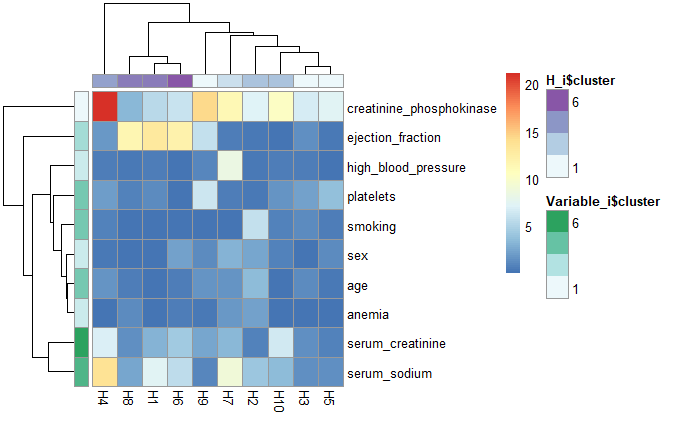 creatinine_phosphokinase
ejection_fraction
high_blood_pressure
platelets
smoking
sex
age
anemia
serum_creatinine
serum_sodium
H4 H8 H1 H6 H9 H7 H2 H10 H3 H5
20
15
10
5
H_i$cluster
6
1
Variable_i$cluster
6
1